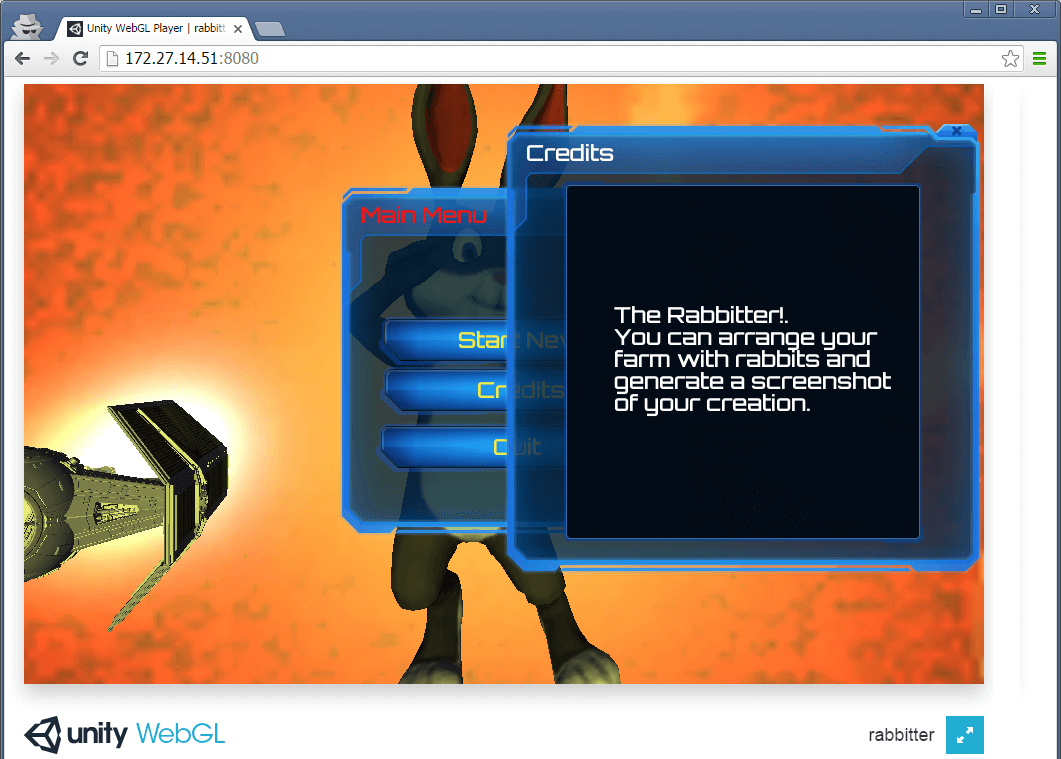 Unity WebGL Player | rabbitt
172.27.14.51:8080
Credits
Main Menu
Start Nev
Credits
Quit
The Rabbitter!.
You can arrange your
farm with rabbits and
generate a screenshot
of your creation.
unity WebGL
rabbitter